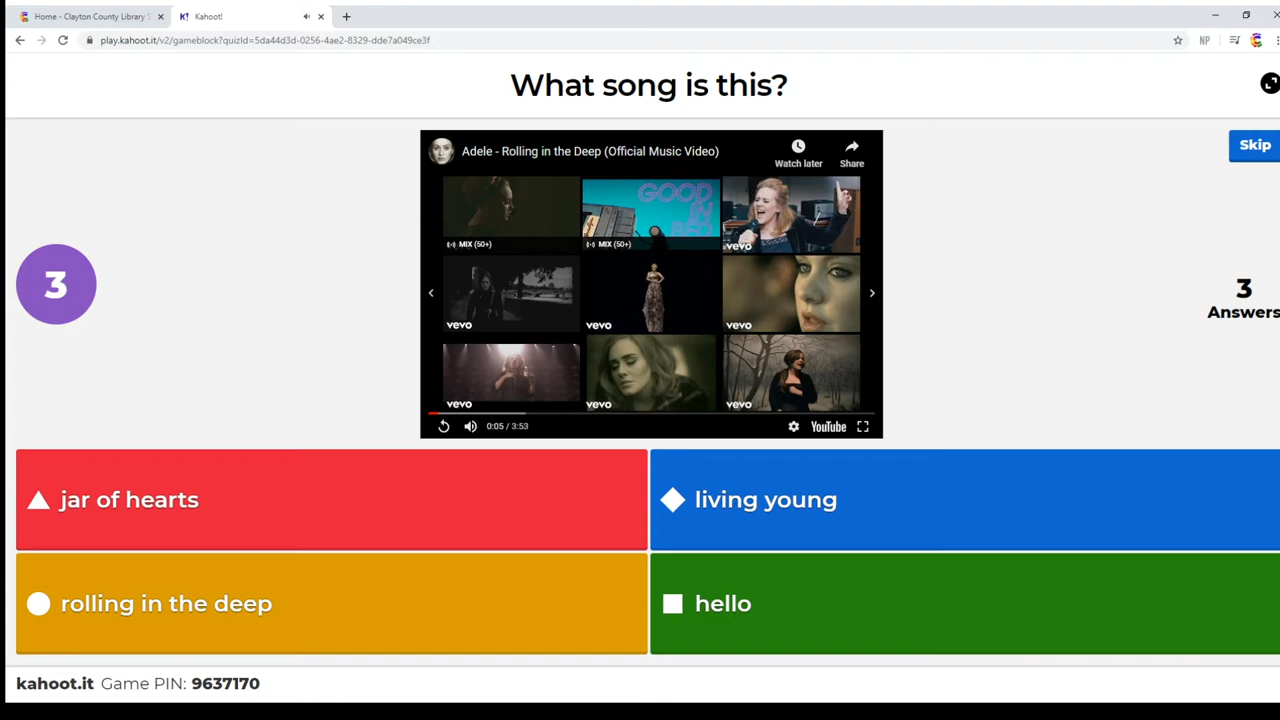 Home - Clayton County Library S
Kahoot!
play.kahoot.it/v2/gameblock?quizId=5da44d3d-0256-4ae2-8329-dde7a049ce3f
NP
What song is this?
Skip
Adele - Rolling in the Deep (Official Music Video)
Watch later
Share
GOOD
IN
BED
MIX (50+)
MIX (50+)
vevo
vevo
vevo
vevo
vevo
vevo
vevo
0:05 / 3:53
YouTube
3
3
Answers
jar of hearts
living young
rolling in the deep
hello
kahoot.it Game PIN: 9637170